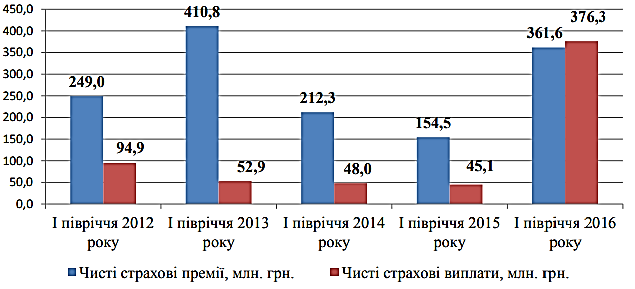 450,0
400,0
350,0
300,0
250,0
200,0
150,0
100,0
50,0
0,0
249,0
94,9
410,8
52,9
212,3
48,0
154,5
45,1
361,6
376,3
І півріччя 2012
року
І півріччя 2013
року
І півріччя 2014
року
І півріччя 2015
року
І півріччя 2016
року
Чисті страхові премії, млн. грн.
Чисті страхові виплати, млн. грн.